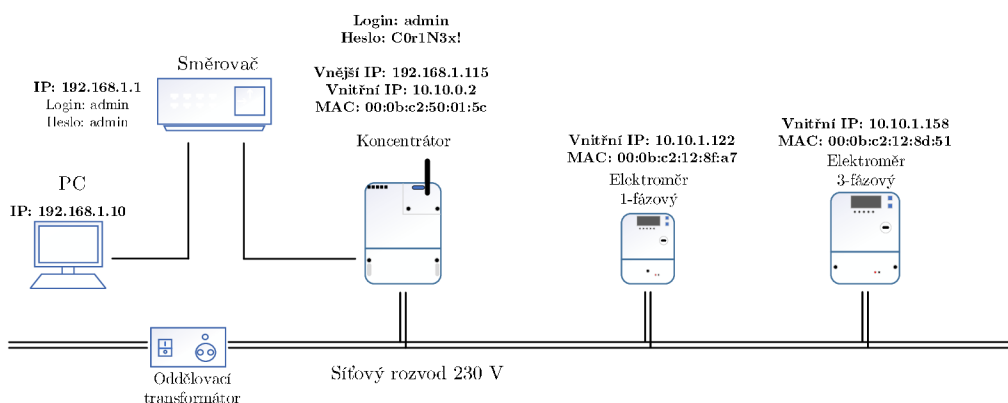 Login: admin
Heslo: C0r1N3x!
Směrovač
Vnější IP: 192.168.1.115
Vnitřní IP: 10.10.0.2
MAC: 00:0b:c2:50:01:5c
IP: 192.168.1.1
Login: admin
Heslo: admin
Koncentrátor
Vnitřní IP: 10.10.1.122
MAC: 00:0b:c2:12:8f:a7
Elektroměr
1-fázový
Vnitřní IP: 10.10.1.158
MAC: 00:0b:c2:12:8d:51
Elektroměr
3-fázový
PC
IP: 192.168.1.10
Oddělovací
transformátor
Síťový rozvod 230 V